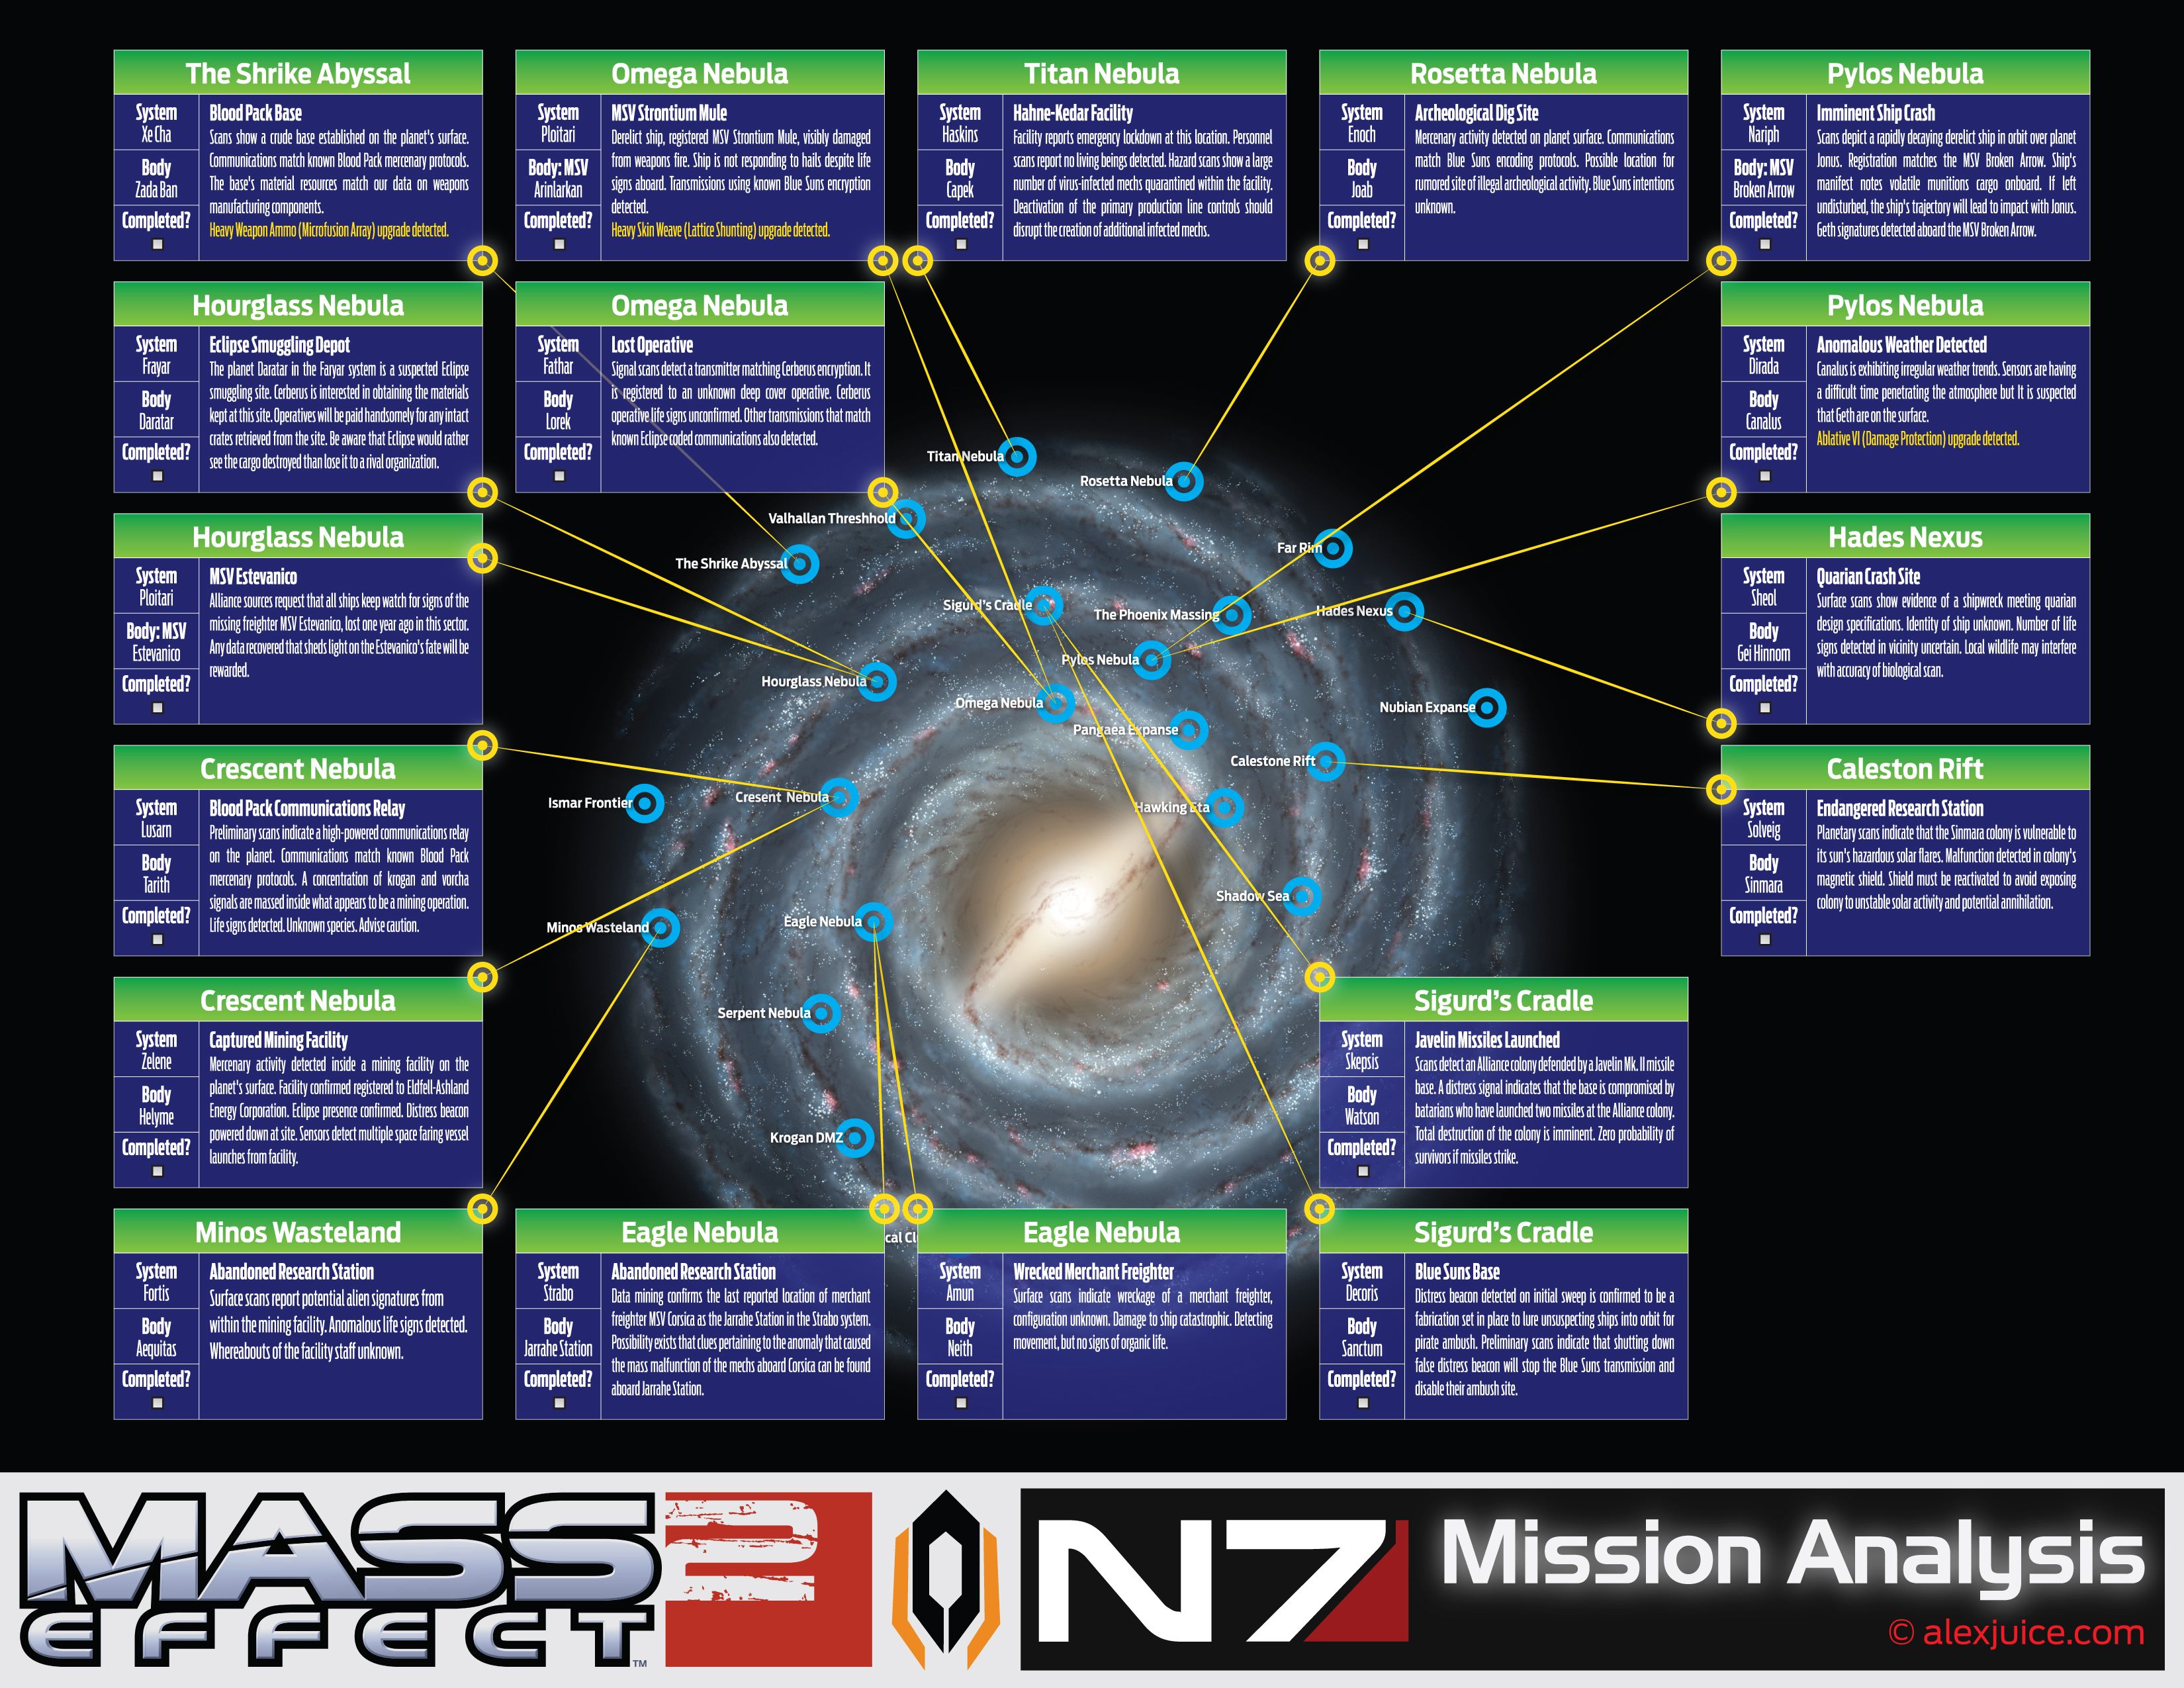 The Shrike Abyssal
System
Xe Cha
Body
Zada Ban
Completed?
Blood Pack Base
Scans show a crude base established on the planet's surface.
Communications match known Blood Pack mercenary protocols.
The base's material resources match our data on weapons
manufacturing components.
Heavy Weapon Ammo (Microfusion Array) upgrade detected.
Omega Nebula
System
Ploitari
Body: MSV
Arinlarkan
Completed?
MSV Strontium Mule
Derelict ship, registered MSV Strontium Mule, visibly damaged
from weapons fire. Ship is not responding to hails despite life
signs aboard. Transmissions using known Blue Suns encryption
detected.
Heavy Skin Weave (Lattice Shunting) upgrade detected.
Titan Nebula
System
Haskins
Body
Capek
Completed?
Hahne-Kedar Facility
Facility reports emergency lockdown at this location. Personnel
scans report no living beings detected. Hazard scans show a large
number of virus-infected mechs quarantined within the facility.
Deactivation of the primary production line controls should
disrupt the creation of additional infected mechs.
Rosetta Nebula
System
Enoch
Body
Joab
Completed?
Archeological Dig Site
Mercenary activity detected on planet surface. Communications
match Blue Suns encoding protocols. Possible location for
rumored site of illegal archeological activity. Blue Suns intentions
unknown.
Pylos Nebula
System
Nariph
Body: MSV
Broken Arrow
Completed?
Imminent Ship Crash
Scans depict a rapidly decaying derelict ship in orbit over planet
Jonus. Registration matches the MSV Broken Arrow. Ship's
manifest notes volatile munitions cargo onboard. If left
undisturbed, the ship's trajectory will lead to impact with Jonus.
Geth signatures detected aboard the MSV Broken Arrow.
Hourglass Nebula
System
Frayar
Body
Daratar
Completed?
Eclipse Smuggling Depot
The planet Daratar in the Faryar system is a suspected Eclipse
smuggling site. Cerberus is interested in obtaining the materials
kept at this site. Operatives will be paid handsomely for any intact
crates retrieved from the site. Be aware that Eclipse would rather
see the cargo destroyed than lose it to a rival organization.
Omega Nebula
System
Fathar
Body
Lorek
Completed?
Lost Operative
Signal scans detect a transmitter matching Cerberus encryption. It
is registered to an unknown deep cover operative. Cerberus
operative life signs unconfirmed. Other transmissions that match
known Eclipse coded communications also detected.
Pylos Nebula
System
Dirada
Body
Canalus
Completed?
Anomalous Weather Detected
Canalus is exhibiting irregular weather trends. Sensors are having
a difficult time penetrating the atmosphere but It is suspected
that Geth are on the surface.
Ablative VI (Damage Protection) upgrade detected.
Hourglass Nebula
System
Ploitari
Body: MSV
Estevanico
Completed?
MSV Estevanico
Alliance sources request that all ships keep watch for signs of the
missing freighter MSV Estevanico, lost one year ago in this sector.
Any data recovered that sheds light on the Estevanico's fate will be
rewarded.
Hades Nexus
System
Sheol
Body
Gei Hinnom
Completed?
Quarian Crash Site
Surface scans show evidence of a shipwreck meeting quarian
design specifications. Identity of ship unknown. Number of life
signs detected in vicinity uncertain. Local wildlife may interfere
with accuracy of biological scan.
Titan Nebula
Rosetta Nebula
Valhallan Threshhold
Far Rim
The Shrike Abyssal
Sigurd's Cradle
The Phoenix Massing
Hades Nexus
Pylos Nebula
Hourglass Nebula
Omega Nebula
Nubian Expanse
Pangaea Expanse
Calestone Rift
Ismar Frontier
Cresent Nebula
Hawking Eta
Shadow Sea
Minos Wasteland
Eagle Nebula
Serpent Nebula
Krogan DMZ
cal Cl
Crescent Nebula
System
Lusarn
Body
Tarith
Completed?
Blood Pack Communications Relay
Preliminary scans indicate a high-powered communications relay
on the planet. Communications match known Blood Pack
mercenary protocols. A concentration of krogan and vorcha
signals are massed inside what appears to be a mining operation.
Life signs detected. Unknown species. Advise caution.
Caleston Rift
System
Solveig
Body
Sinmara
Completed?
Endangered Research Station
Planetary scans indicate that the Sinmara colony is vulnerable to
its sun's hazardous solar flares. Malfunction detected in colony's
magnetic shield. Shield must be reactivated to avoid exposing
colony to unstable solar activity and potential annihilation.
Crescent Nebula
System
Zelene
Body
Helyme
Completed?
Captured Mining Facility
Mercenary activity detected inside a mining facility on the
planet's surface. Facility confirmed registered to Eldfell-Ashland
Energy Corporation. Eclipse presence confirmed. Distress beacon
powered down at site. Sensors detect multiple space faring vessel
launches from facility.
Sigurd's Cradle
System
Skepsis
Body
Watson
Completed?
Javelin Missiles Launched
Scans detect an Alliance colony defended by a Javelin Mk. II missile
base. A distress signal indicates that the base is compromised by
batarians who have launched two missiles at the Alliance colony.
Total destruction of the colony is imminent. Zero probability of
survivors if missiles strike.
Minos Wasteland
System
Fortis
Body
Aequitas
Completed?
Abandoned Research Station
Surface scans report potential alien signatures from
within the mining facility. Anomalous life signs detected.
Whereabouts of the facility staff unknown.
Eagle Nebula
System
Strabo
Body
Jarrahe Station
Completed?
Abandoned Research Station
Data mining confirms the last reported location of merchant
freighter MSV Corsica as the Jarrahe Station in the Strabo system.
Possibility exists that clues pertaining to the anomaly that caused
the mass malfunction of the mechs aboard Corsica can be found
aboard Jarrahe Station.
Eagle Nebula
System
Amun
Body
Neith
Completed?
Wrecked Merchant Freighter
Surface scans indicate wreckage of a merchant freighter,
configuration unknown. Damage to ship catastrophic. Detecting
movement, but no signs of organic life.
Sigurd's Cradle
System
Decoris
Body
Sanctum
Completed?
Blue Suns Base
Distress beacon detected on initial sweep is confirmed to be a
fabrication set in place to lure unsuspecting ships into orbit for
pirate ambush. Preliminary scans indicate that shutting down
false distress beacon will stop the Blue Suns transmission and
disable their ambush site.
MASS
EFFECT
TM
2
N7
Mission Analysis
© alexjuice.com